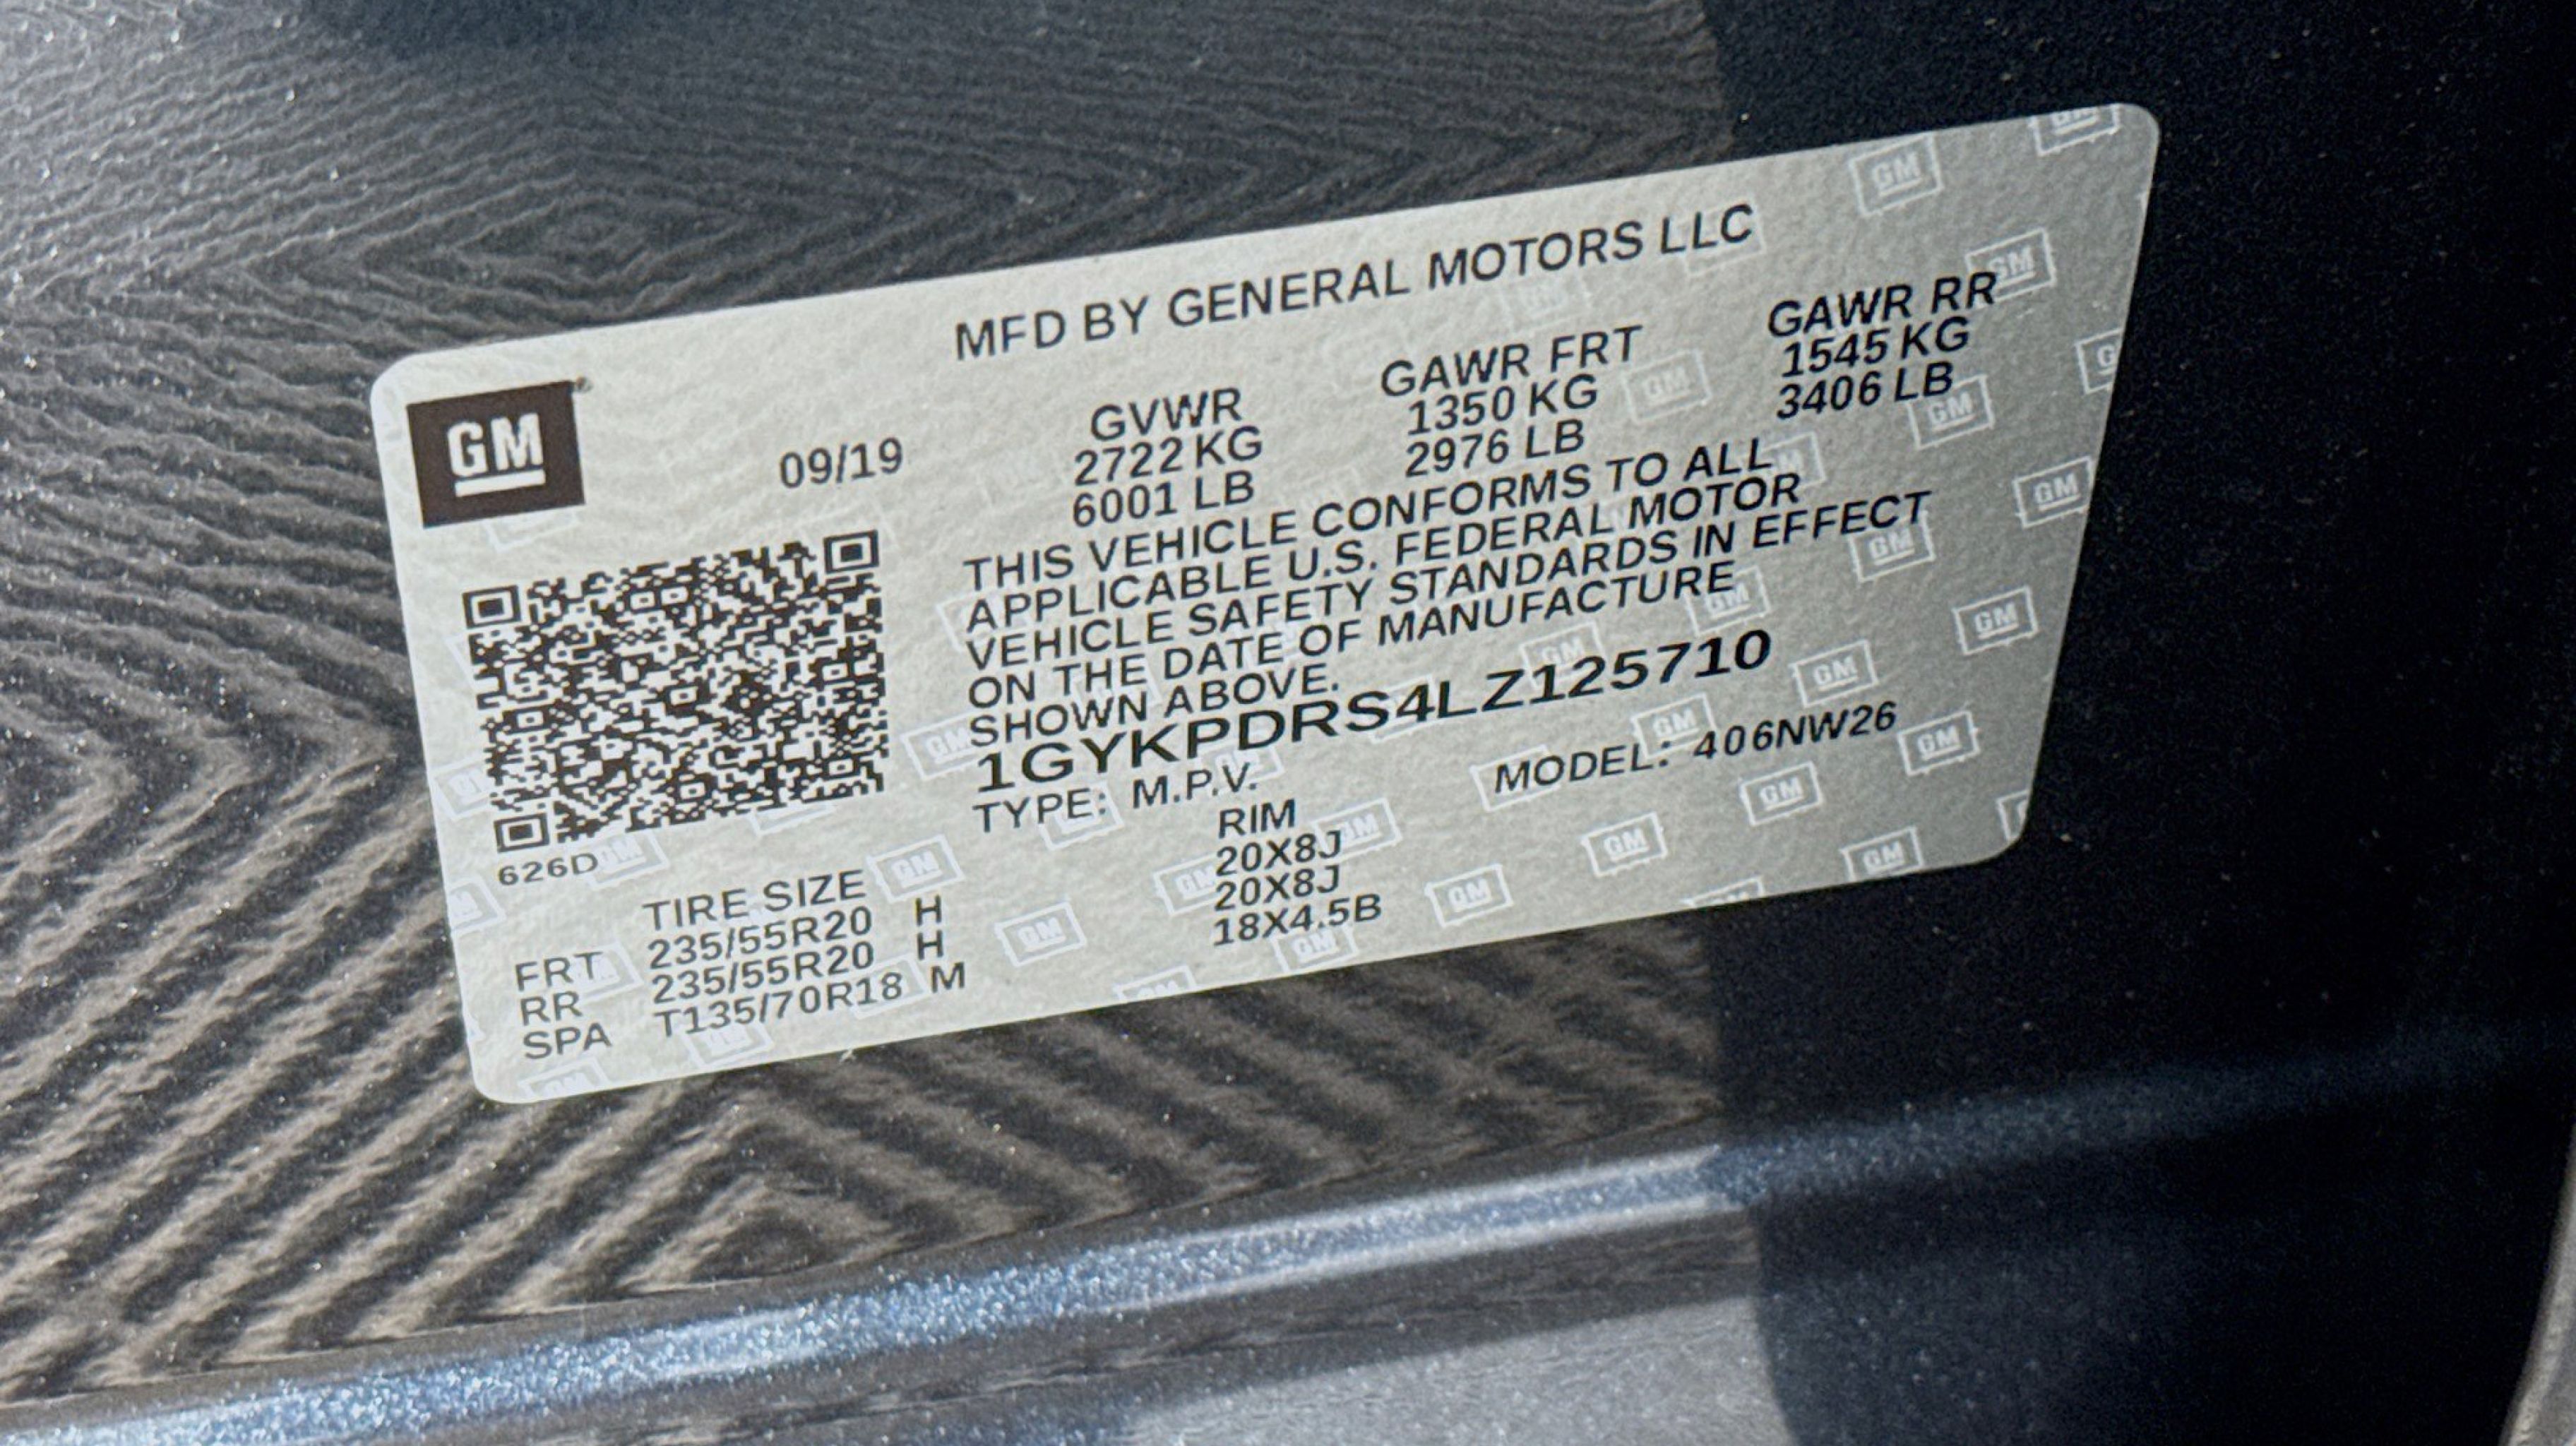 MFD BY GENERAL MOTORS LLC
GM
09/19
GVWR GAWR FRT GAWR RR
2722 KG 1350 KG 1545 KG
6001 LB 2976 LB 3406 LB
THIS VEHICLE CONFORMS TO ALL
APPLICABLE U.S. FEDERAL MOTOR
VEHICLE SAFETY STANDARDS IN EFFECT
ON THE DATE OF MANUFACTURE
SHOWN ABOVE.
1GYKPDRS4LZ125710
TYPE: M.P.V. MODEL: 406NW26
626D
TIRE SIZE RIM
FRT 235/55R20 H 20X8J
RR 235/55R20 H 20X8J
SPA T135/70R18 M 18X4.5B